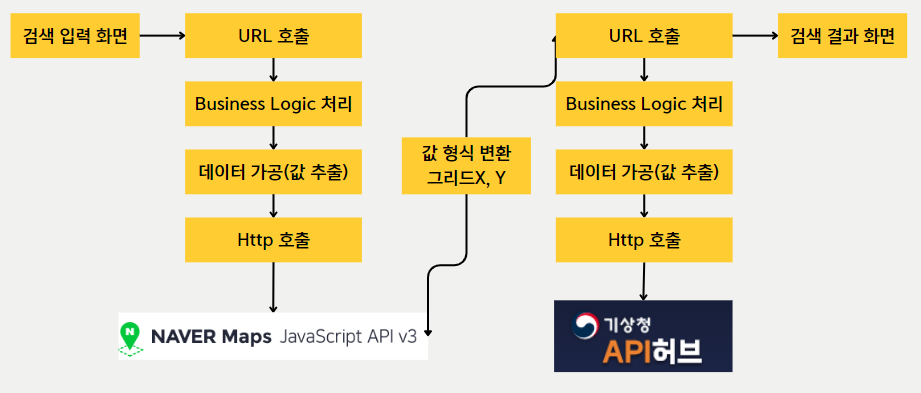 검색 입력 화면
URL 호출
Business Logic 처리
데이터 가공(값 추출)
Http 호출
N
NAVER Maps JavaScript API v3
값 형식 변환
그리드X, Y
URL 호출
검색 결과 화면
Business Logic 처리
데이터 가공(값 추출)
Http 호출
기상청
API허브